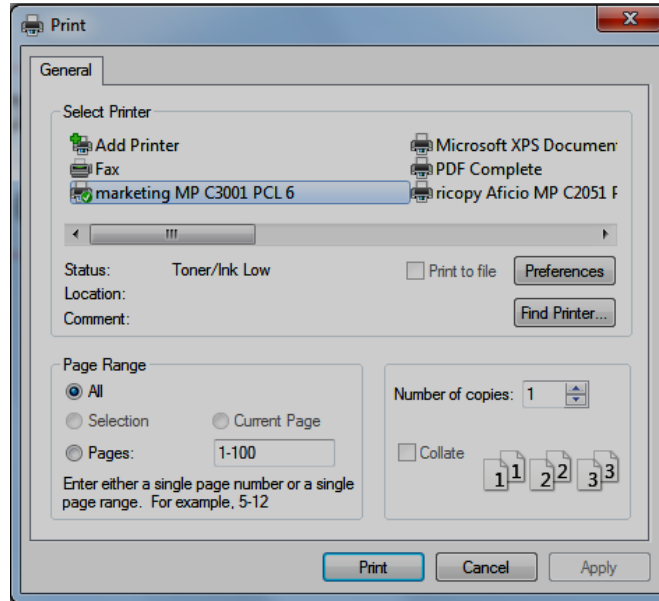 Print
General
Select Printer
Add Printer
Fax
marketing MP C3001 PCL 6
Microsoft XPS Documen
PDF Complete
ricopy Aficio MP C2051 P
Status: Toner/Ink Low
Print to file
Preferences
Location:
Comment:
Find Printer...
Page Range
All
Selection
Current Page
Pages: 1-100
Enter either a single page number or a single
page range. For example, 5-12
Number of copies: 1
Collate
1 1 2 2 3 3
Print
Cancel
Apply